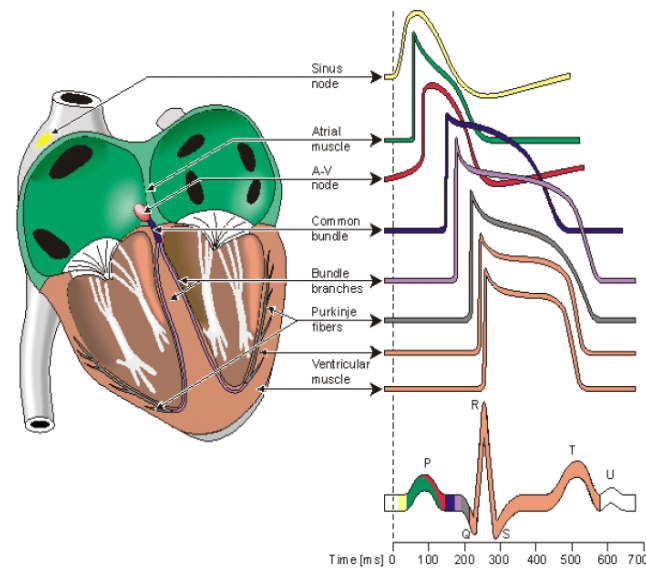 Sinus
node
Atrial
muscle
A-V
node
Common
bundle
Bundle
branches
Purkinje
fibers
Ventricular
muscle
R
P
T
U
Q
S
Time [ms]
0 100 200 300 400 500 600 700